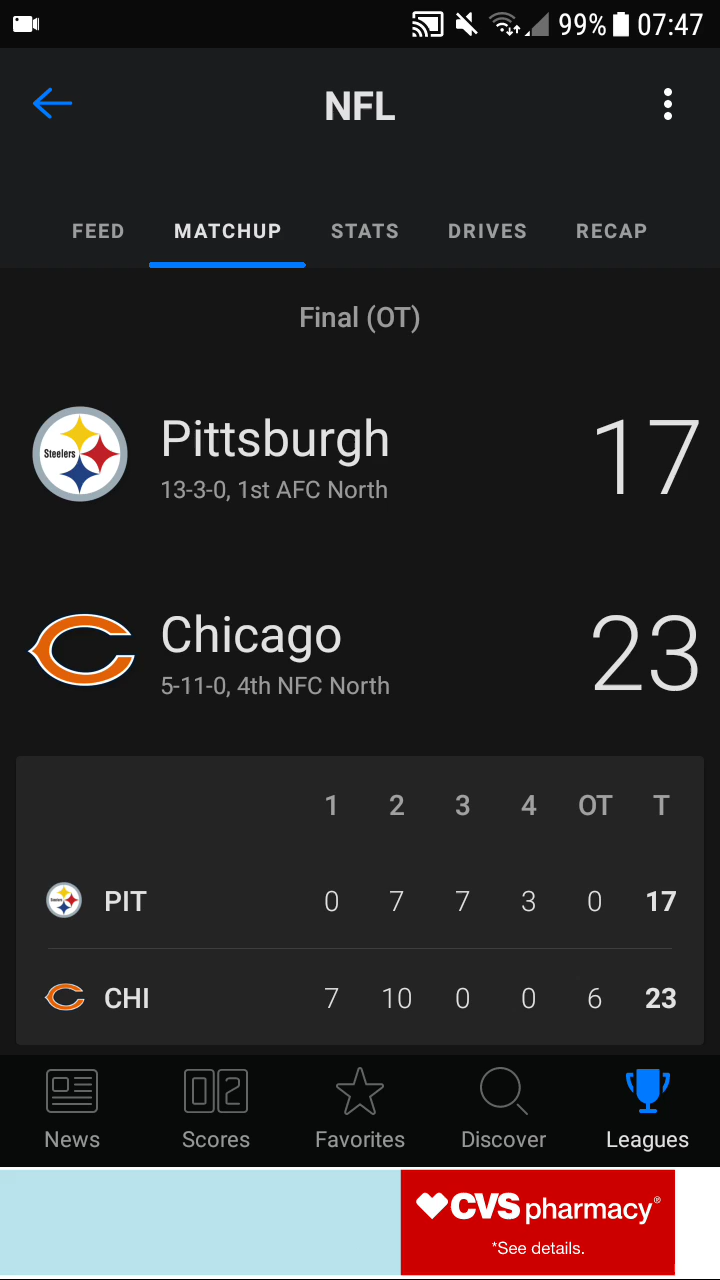 99% 07:47
NFL
FEED MATCHUP STATS DRIVES RECAP
Final (OT)
Steelers
Pittsburgh 17
13-3-0, 1st AFC North
Chicago 23
5-11-0, 4th NFC North
1 2 3 4 OT T
Steelers PIT 0 7 7 3 0 17
CHI 7 10 0 0 6 23
02
News Scores Favorites Discover Leagues
CVS pharmacy®
*See details.